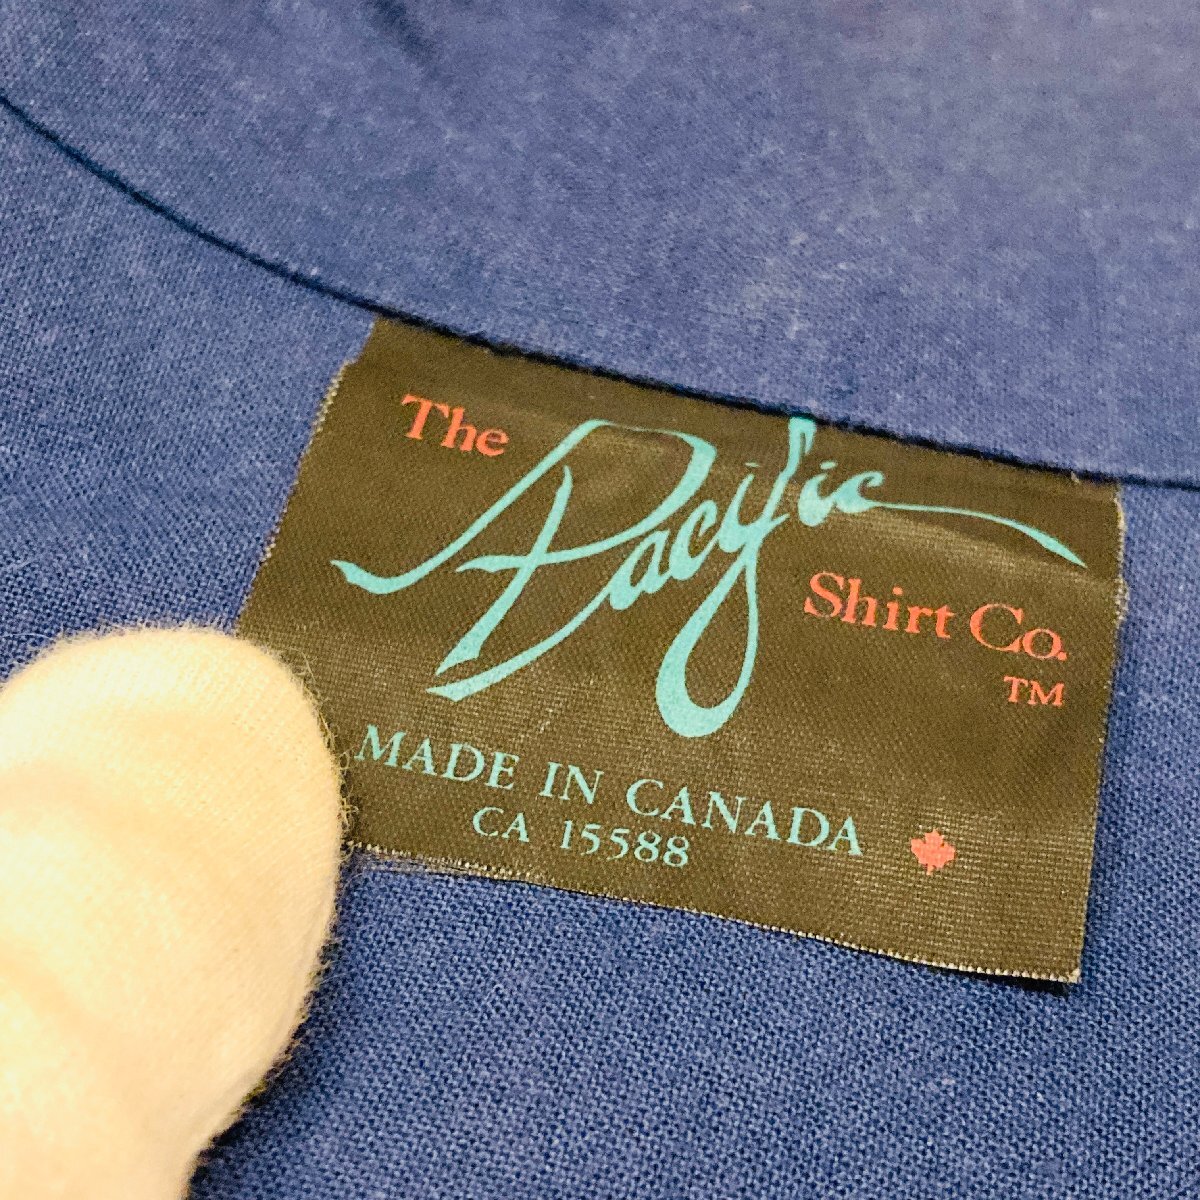 The Pacific
Shirt Co.
TM
MADE IN CANADA
CA 15588